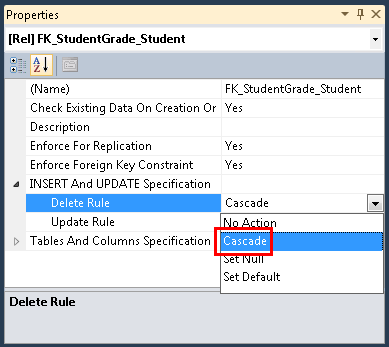 Properties
[Rel] FK_StudentGrade_Student
A
Z
(Name) FK_StudentGrade_Student
Check Existing Data On Creation Or Yes
Description
Enforce For Replication Yes
Enforce Foreign Key Constraint Yes
INSERT And UPDATE Specification
Delete Rule Cascade
Update Rule No Action
Tables And Columns Specification Cascade
Set Null
Set Default
Delete Rule